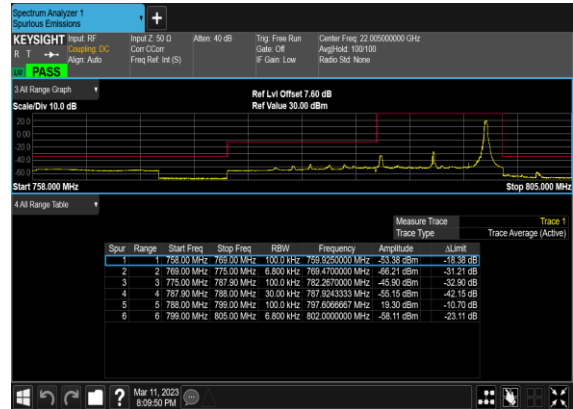 Spectrum Analyzer 1
Spurious Emissions
KEYSIGHT Input: RF Input Z: 50 Ω Atten: 40 dB Trig: Free Run Center Freq: 22.005000000 GHz
R T Coupling: DC Corr CCorr Gate: Off Avg|Hold: 100/100
Align: Auto Freq Ref: Int (S) IF Gain: Low Radio Std: None
LW PASS
3 All Range Graph
Ref Lvl Offset 7.60 dB
Scale/Div 10.0 dB Ref Value 30.00 dBm
20.0
0.00
-20.0
-40.0
-60.0
Start 758.000 MHz Stop 805.000 MHz
4 All Range Table
Measure Trace Trace 1
Trace Type Trace Average (Active)
Spur Range Start Freq Stop Freq RBW Frequency Amplitude ΔLimit
1 1 758.00 MHz 769.00 MHz 100.0 kHz 759.9250000 MHz -53.38 dBm -18.38 dB
2 2 769.00 MHz 775.00 MHz 6.800 kHz 769.4700000 MHz -66.21 dBm -31.21 dB
3 3 775.00 MHz 787.90 MHz 100.0 kHz 782.2670000 MHz -45.90 dBm -32.90 dB
4 4 787.90 MHz 788.00 MHz 30.00 kHz 787.9243333 MHz -55.15 dBm -42.15 dB
5 5 788.00 MHz 799.00 MHz 100.0 kHz 797.6066667 MHz 19.30 dBm -10.70 dB
6 6 799.00 MHz 805.00 MHz 6.800 kHz 802.0000000 MHz -58.11 dBm -23.11 dB
Mar 11, 2023
8:09:50 PM